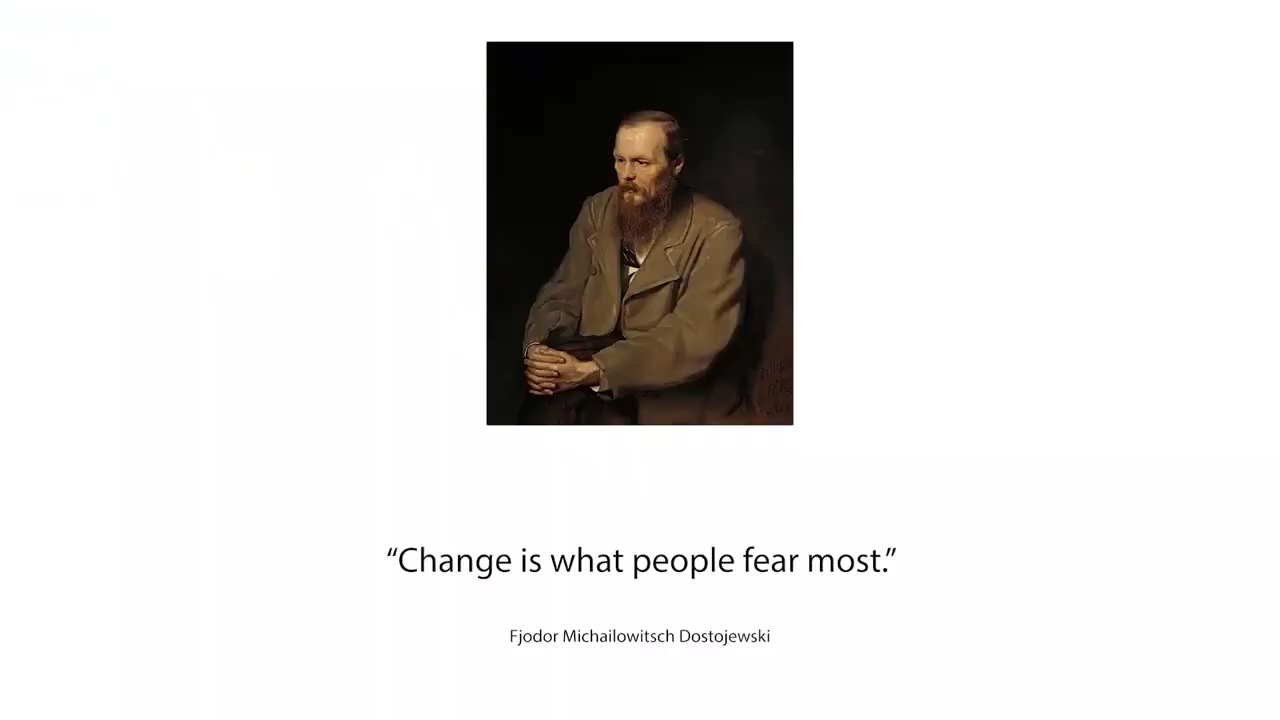 “Change is what people fear most.”
Fjodor Michailowitsch Dostojewski